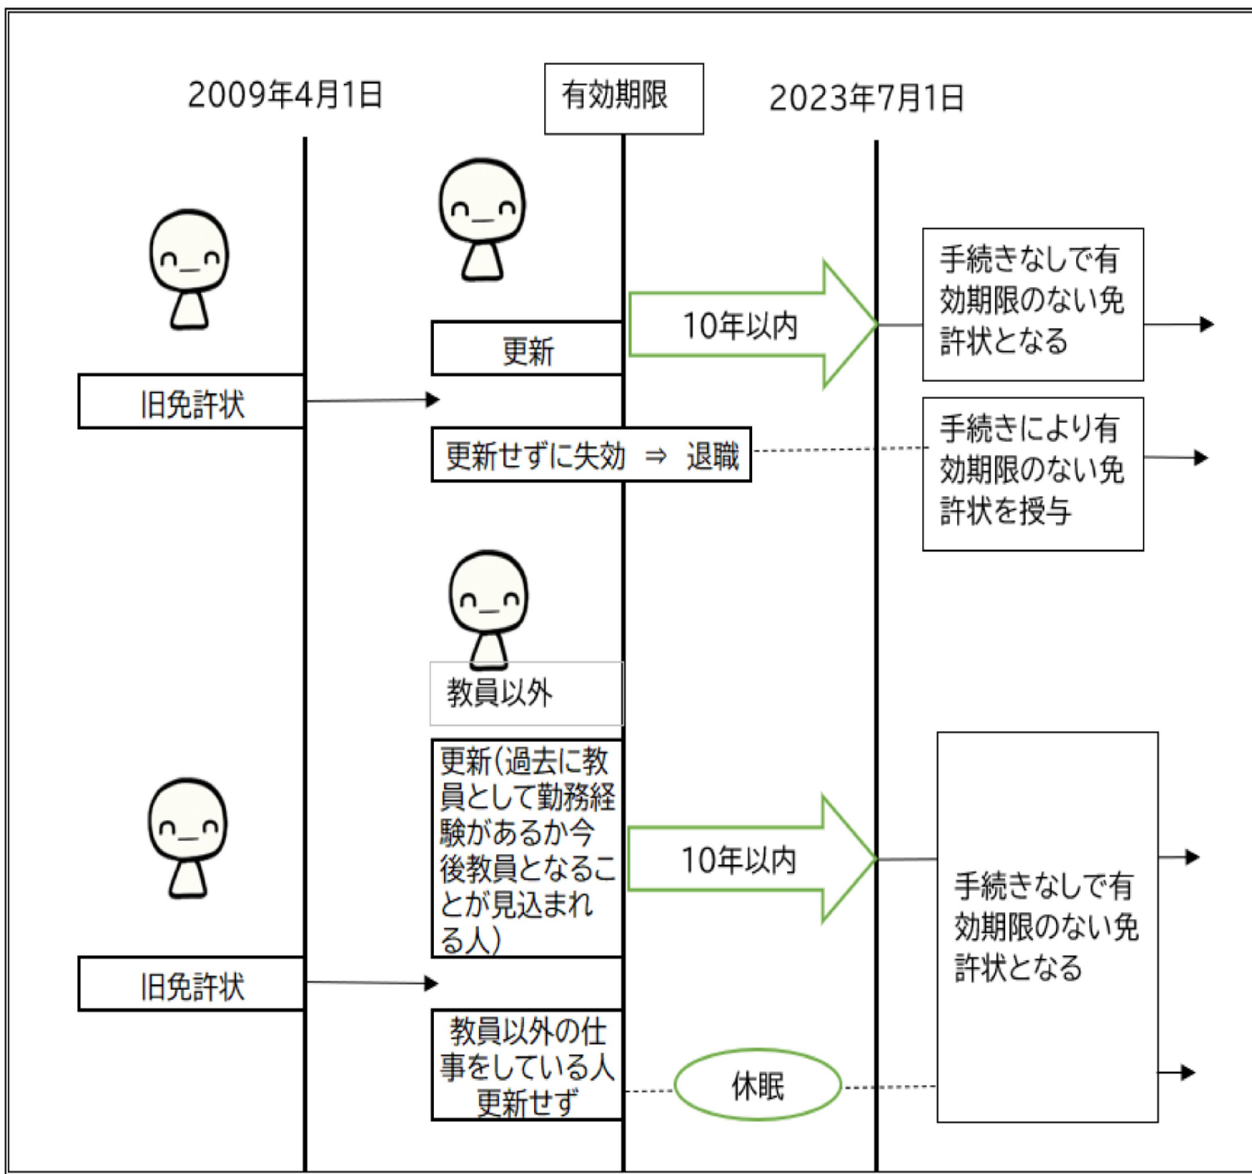 2009年4月1日
有効期限
2023年7月1日
更新
10年以内
手続きなしで有
効期限のない免
許状となる
旧免許状
更新せずに失効 ⇒ 退職
手続きにより有
効期限のない免
許状を授与
教員以外
更新(過去に教
員として勤務経
験があるか今
後教員となるこ
とが見込まれ
る人)
10年以内
手続きなしで有
効期限のない免
許状となる
旧免許状
教員以外の仕
事をしている人
更新せず
休眠